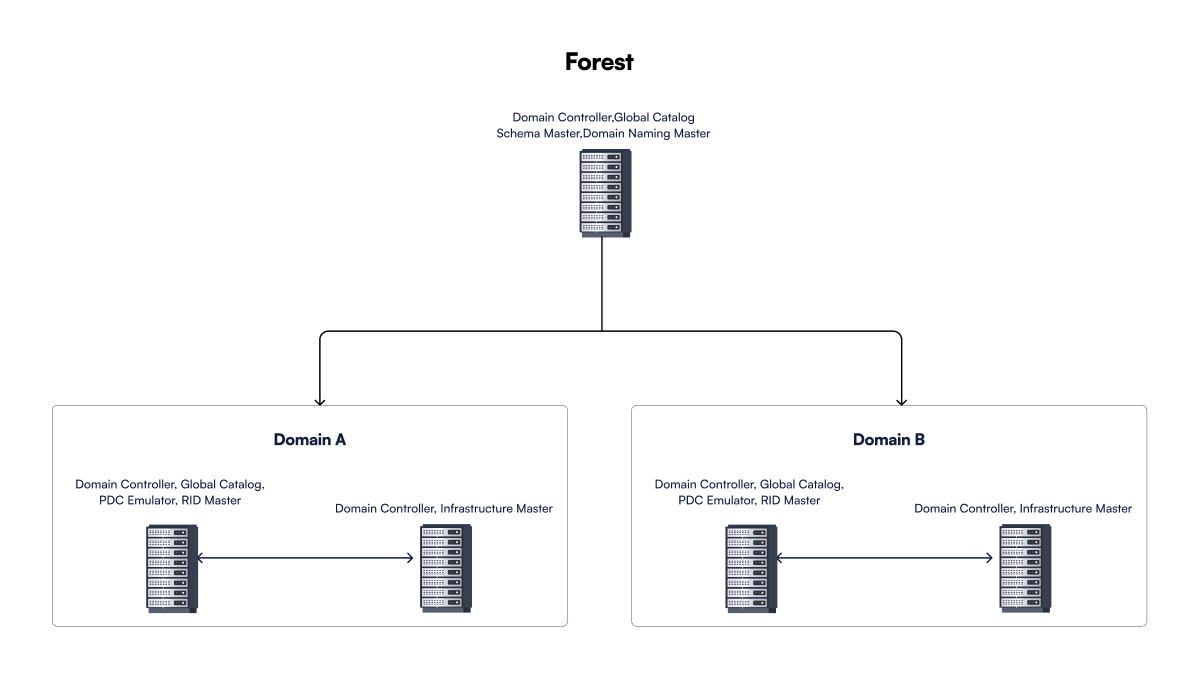 Forest
Domain Controller,Global Catalog
Schema Master,Domain Naming Master
Domain A
Domain Controller, Global Catalog,
PDC Emulator, RID Master
Domain Controller, Infrastructure Master
Domain B
Domain Controller, Global Catalog,
PDC Emulator, RID Master
Domain Controller, Infrastructure Master